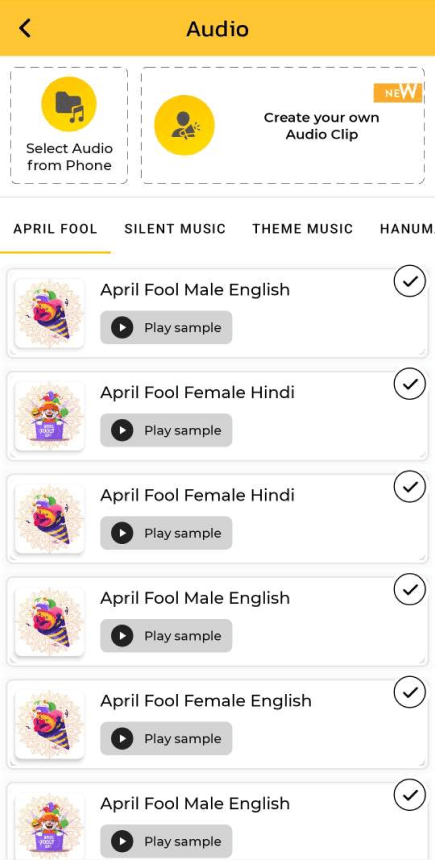 Audio
Select Audio
from Phone
NEW
Create your own
Audio Clip
APRIL FOOL
SILENT MUSIC
THEME MUSIC
HANUM
April Fool Male English
Play sample
April Fool Female Hindi
Play sample
April Fool Female Hindi
Play sample
April Fool Male English
Play sample
April Fool Female English
Play sample
April Fool Male English
Play sample